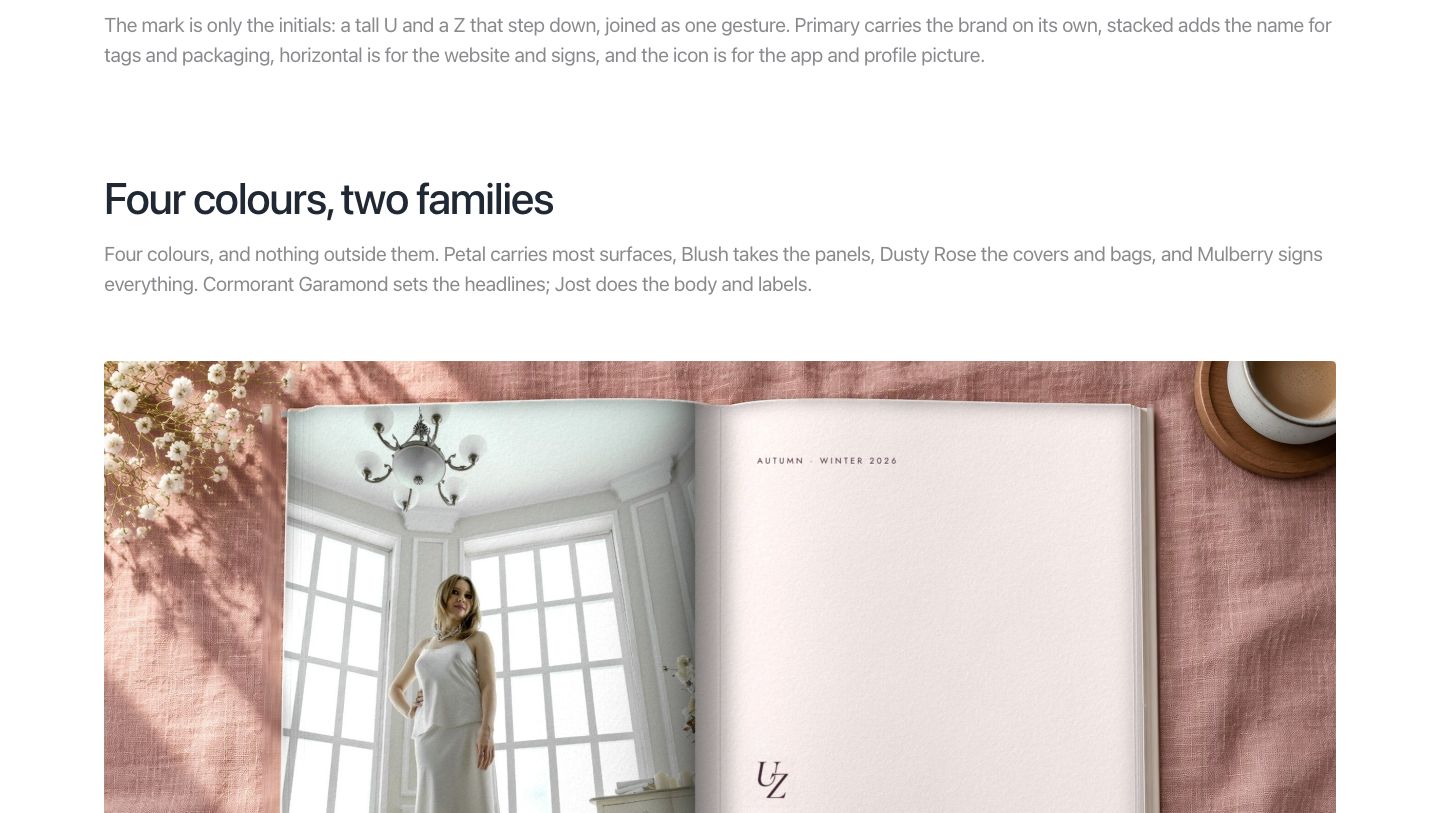 The mark is only the initials: a tall U and a Z that step down, joined as one gesture. Primary carries the brand on its own, stacked adds the name for
tags and packaging, horizontal is for the website and signs, and the icon is for the app and profile picture.
Four colours, two families
Four colours, and nothing outside them. Petal carries most surfaces, Blush takes the panels, Dusty Rose the covers and bags, and Mulberry signs
everything. Cormorant Garamond sets the headlines; Jost does the body and labels.
AUTUMN · WINTER 2026
UZ